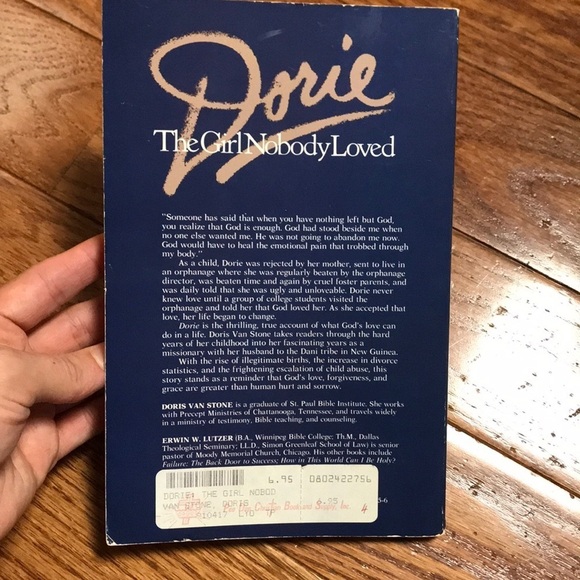 Dorie
The Girl Nobody Loved
"Someone has said that when you have nothing left but God,
you realize that God is enough. God had stood beside me when
no one else wanted me. He was not going to abandon me now.
God would have to heal the emotional pain that trobbed through
my body."
As a child, Dorie was rejected by her mother, sent to live in
an orphanage where she was regularly beaten by the orphanage
director, was beaten time and again by cruel foster parents, and
was daily told that she was ugly and unloveable. Dorie never
knew love until a group of college students visited the
orphanage and told her that God loved her. As she accepted that
love, her life began to change.
Dorie is the thrilling, true account of what God's love can
do in a life. Doris Van Stone takes readers through the hard
years of her childhood into her fascinating years as a
missionary with her husband to the Dani tribe in New Guinea.
With the rise of illegitimate births, the increase in divorce
statistics, and the frightening escalation of child abuse, this
story stands as a reminder that God's love, forgiveness, and
grace are greater than human hurt and sorrow.
DORIS VAN STONE is a graduate of St. Paul Bible Institute. She works
with Precept Ministries of Chattanooga, Tennessee, and travels widely
in a ministry of testimony, Bible teaching, and counseling.
ERWIN W. LUTZER (B.A., Winnipeg Bible College; Th.M., Dallas
Theological Seminary; LL.D., Simon Greenleaf School of Law) is senior
pastor of Moody Memorial Church, Chicago. His other books include
Failure: The Back Door to Success; How in This World Can I Be Holy?
6.95 0802422756
DORIE: THE GIRL NOBOD
VAN STONE, DORIS 6.95
910417 LYO
5-6